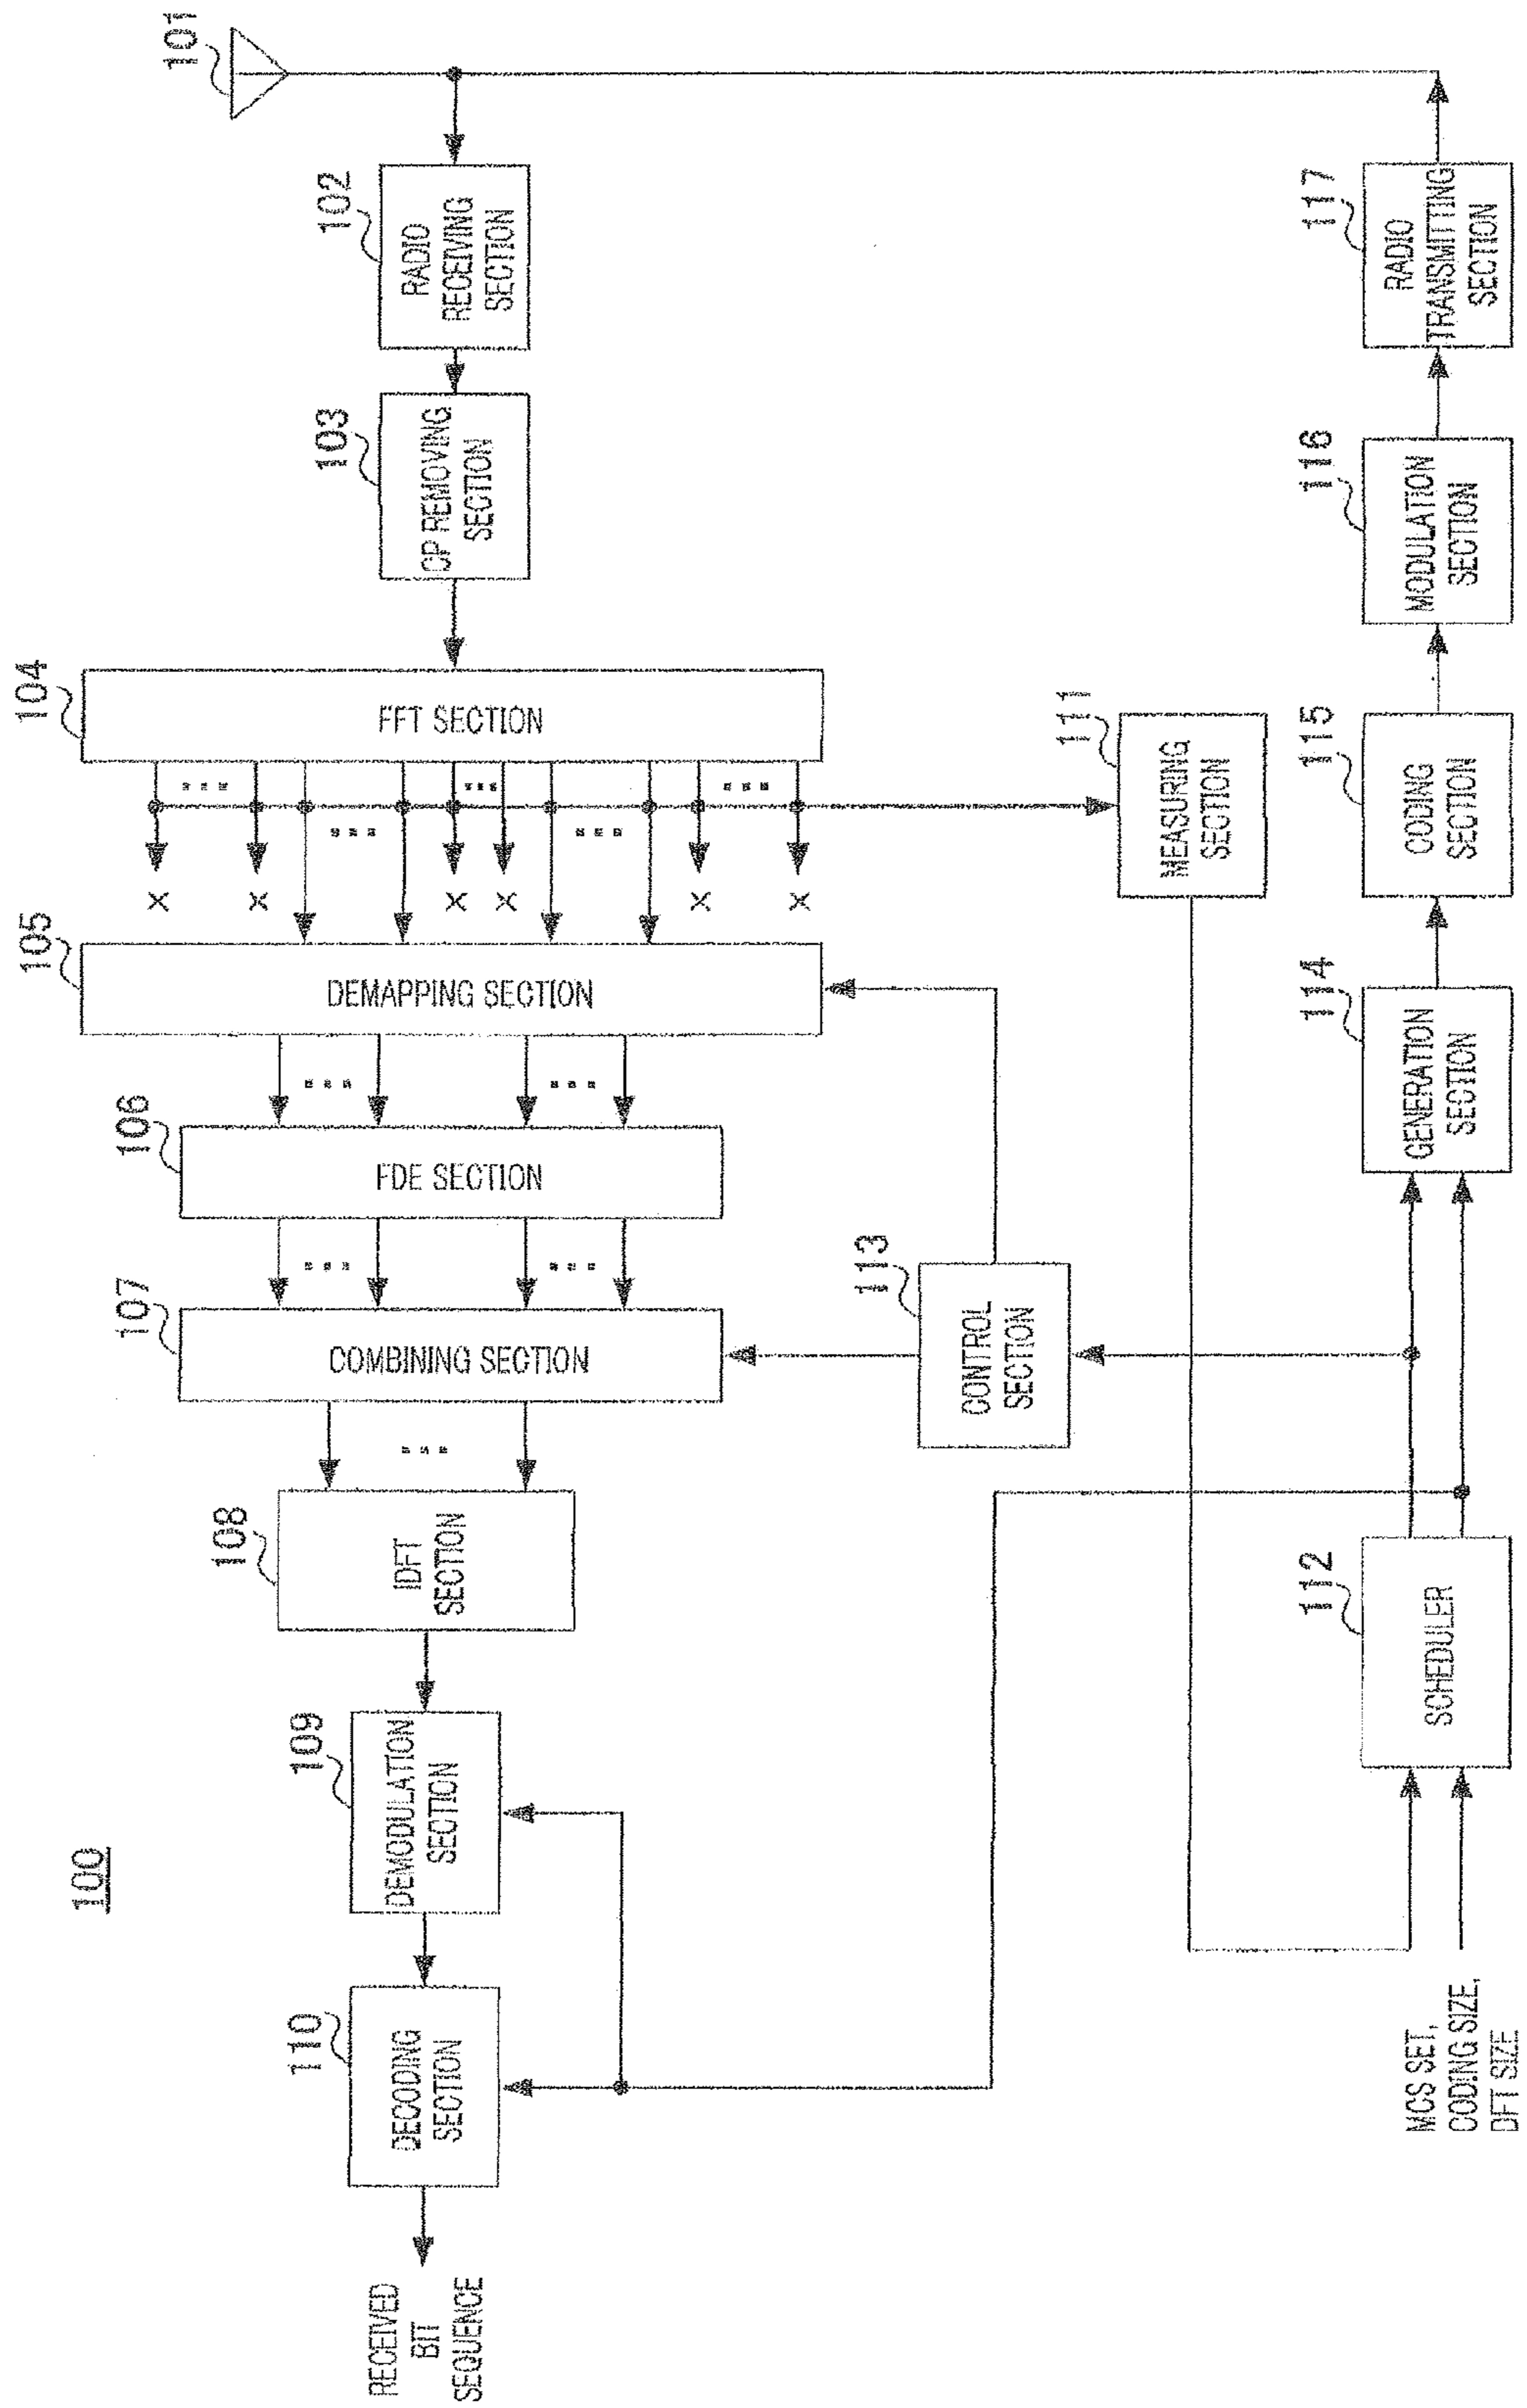 100
RECEIVED
BIT
SEQUENCE
110
DECODING
SECTION
109
DEMODULATION
SECTION
108
IDFT
SECTION
107
COMBINING SECTION
106
FDE SECTION
105
DEMAPPING SECTION
104
FFT SECTION
103
CP REMOVING
SECTION
102
RADIO
RECEIVING
SECTION
101
... ... ...
... ...
X X X X X X
... ...
... ...
...
113
CONTROL
SECTION
111
MEASURING
SECTION
MCS SET,
CODING SIZE,
DFT SIZE
112
SCHEDULER
114
GENERATION
SECTION
115
CODING
SECTION
116
MODULATION
SECTION
117
RADIO
TRANSMITTING
SECTION